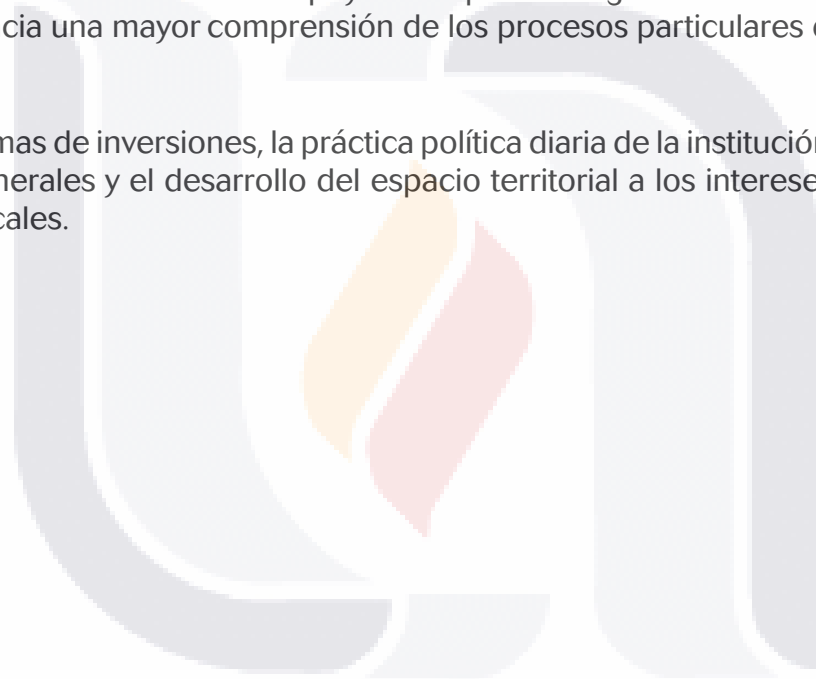 cia una mayor comprensión de los procesos particulares
mas de inversiones, la práctica política diaria de la institución
nerales y el desarrollo del espacio territorial a los intere
cales.